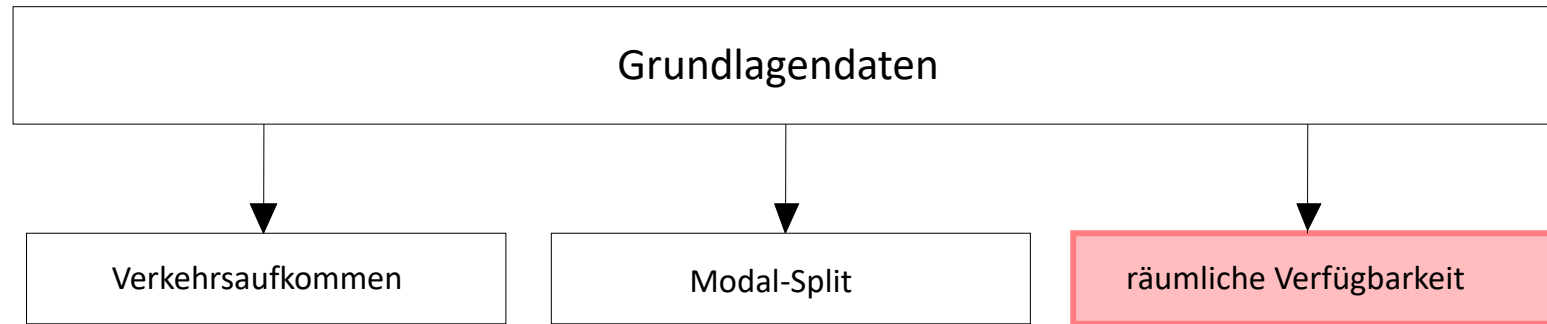 Grundlagendaten
Verkehrsaufkommen
Modal-Split
räumliche Verfügbarkeit